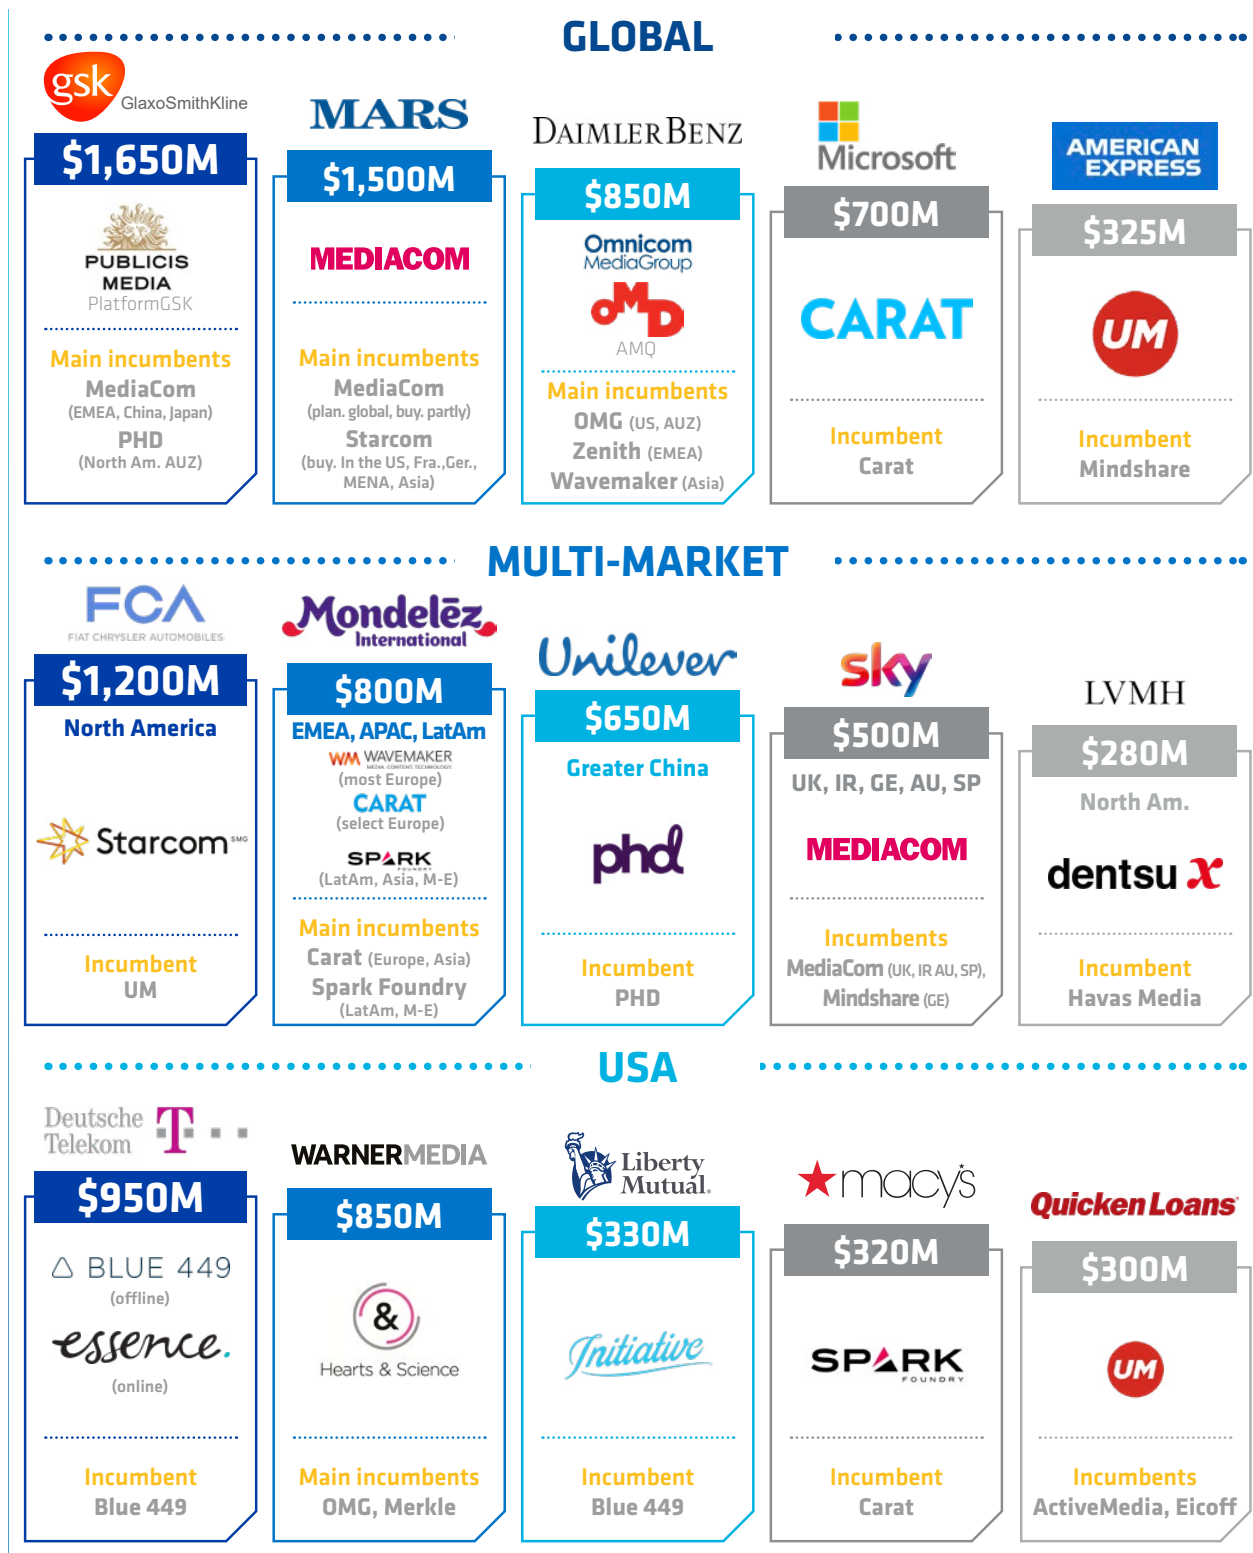 GLOBAL
gsk
GlaxoSmithKline
$1,650M
PUBLICIS
MEDIA
PlatformGSK
Main incumbents
MediaCom
(EMEA, China, Japan)
PHD
(North Am. AUZ)
MARS
$1,500M
MEDIACOM
Main incumbents
MediaCom
(plan. global, buy. partly)
Starcom
(buy. In the US, Fra.,Ger.,
MENA, Asia)
DAIMLERBENZ
$850M
Omnicom
MediaGroup
OMD
AMQ
Main incumbents
OMG (US, AUZ)
Zenith (EMEA)
Wavemaker (Asia)
Microsoft
$700M
CARAT
Incumbent
Carat
AMERICAN
EXPRESS
$325M
UM
Incumbent
Mindshare
MULTI-MARKET
FCA
FIAT CHRYSLER AUTOMOBILES
$1,200M
North America
Starcom SMG
Incumbent
UM
Mondelēz
International
$800M
EMEA, APAC, LatAm
WM WAVEMAKER
MEDIA. CONTENT. TECHNOLOGY
(most Europe)
CARAT
(select Europe)
SPARK
FOUNDRY
(LatAm, Asia, M-E)
Main incumbents
Carat (Europe, Asia)
Spark Foundry
(LatAm, M-E)
Unilever
$650M
Greater China
phd
Incumbent
PHD
sky
$500M
UK, IR, GE, AU, SP
MEDIACOM
Incumbents
MediaCom (UK, IR AU, SP),
Mindshare (GE)
LVMH
$280M
North Am.
dentsu X
Incumbent
Havas Media
USA
Deutsche
Telekom
T
$950M
BLUE 449
(offline)
essence.
(online)
Incumbent
Blue 449
WARNERMEDIA
$850M
&
Hearts & Science
Main incumbents
OMG, Merkle
Liberty
Mutual.
$330M
Initiative
Incumbent
Blue 449
macy's
$320M
SPARK
FOUNDRY
Incumbent
Carat
Quicken Loans
$300M
UM
Incumbents
ActiveMedia, Eicoff